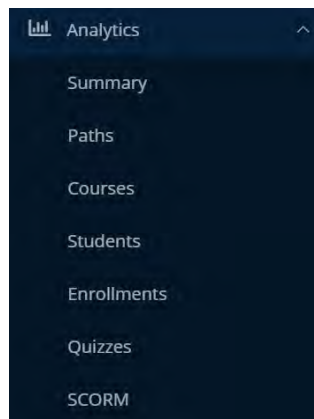 Analytics
Summary
Paths
Courses
Students
Enrollments
Quizzes
SCORM